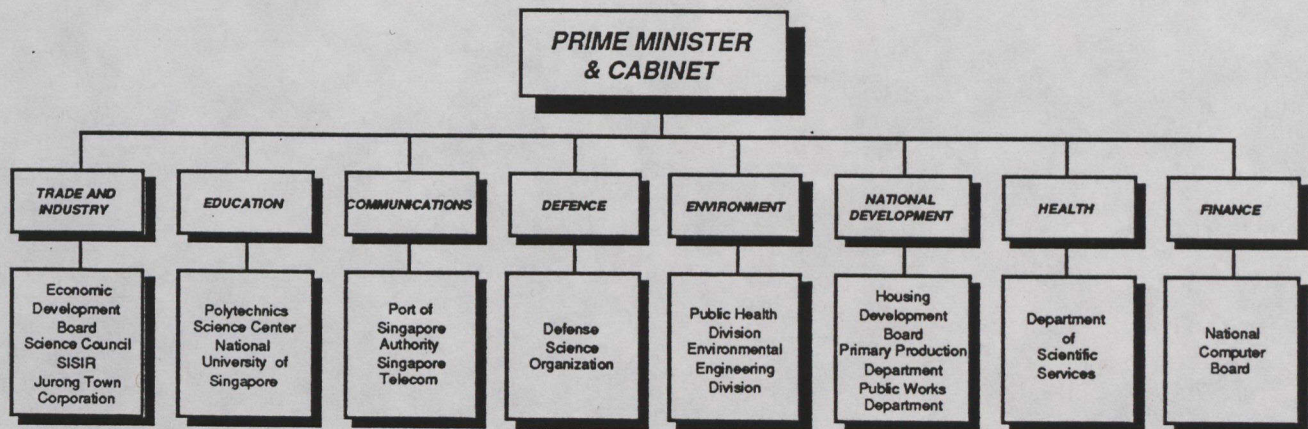 PRIME MINISTER
& CABINET
TRADE AND
INDUSTRY
EDUCATION
COMMUNICATIONS
DEFENCE
ENVIRONMENT
NATIONAL
DEVELOPMENT
HEALTH
FINANCE
Economic
Development
Board
Science Council
SISIR
Jurong Town
Corporation
Polytechnics
Science Center
National
University of
Singapore
Port of
Singapore
Authority
Singapore
Telecom
Defense
Science
Organization
Public Health
Division
Environmental
Engineering
Division
Housing
Development
Board
Primary Production
Department
Public Works
Department
Department
of
Scientific
Services
National
Computer
Board